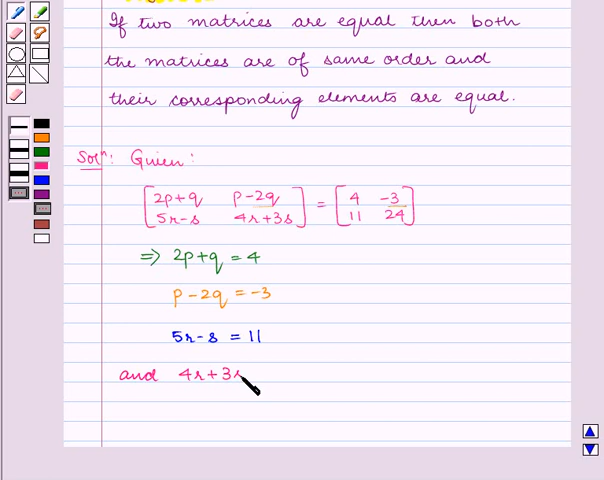 If two matrices are equal then both
the matrices are of same order and
their corresponding elements are equal.
Solⁿ: Given:
[2p+q p-2q] = [4 -3]
[5r-s 4r+3s] [11 24]
⇒ 2p+q = 4
p-2q = -3
5r-s = 11
and 4r+3s